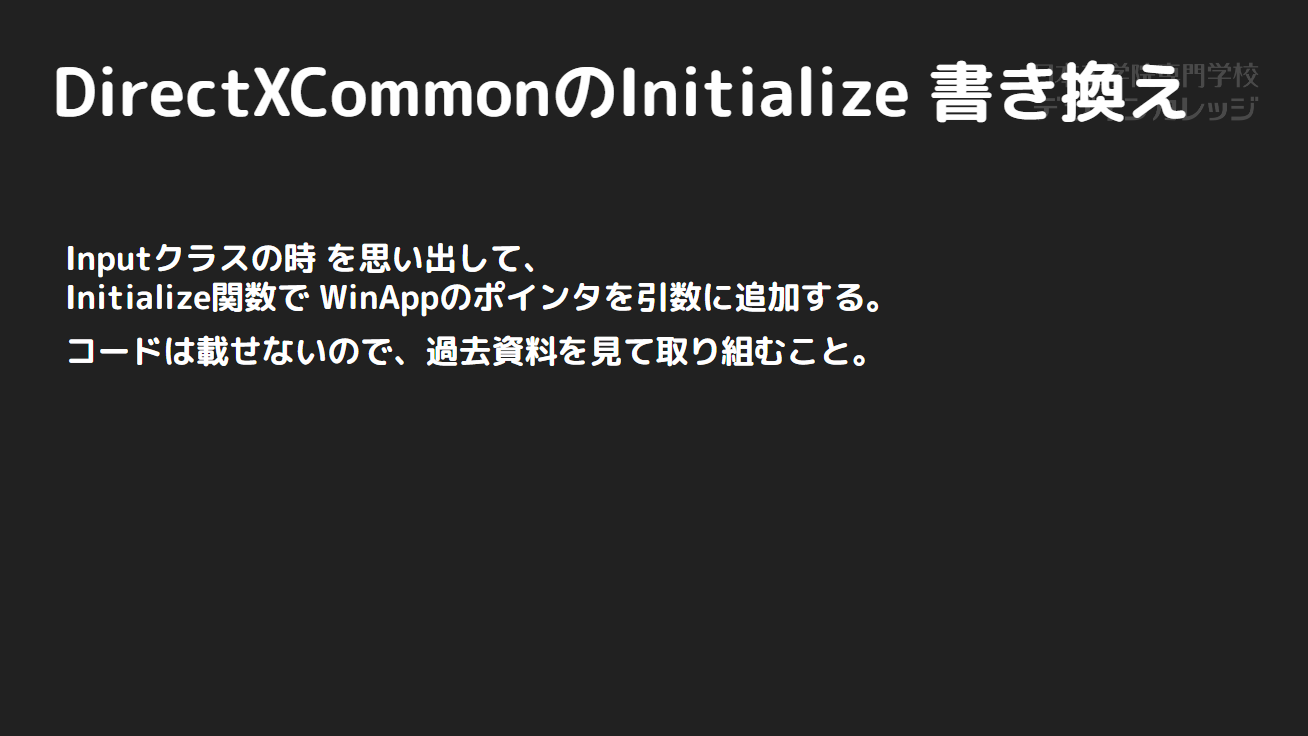 DirectXCommonのInitialize 書き換え
Inputクラスの時 を思い出して、
Initialize関数で WinAppのポインタを引数に追加する。
コードは載せないので、過去資料を見て取り組むこと。